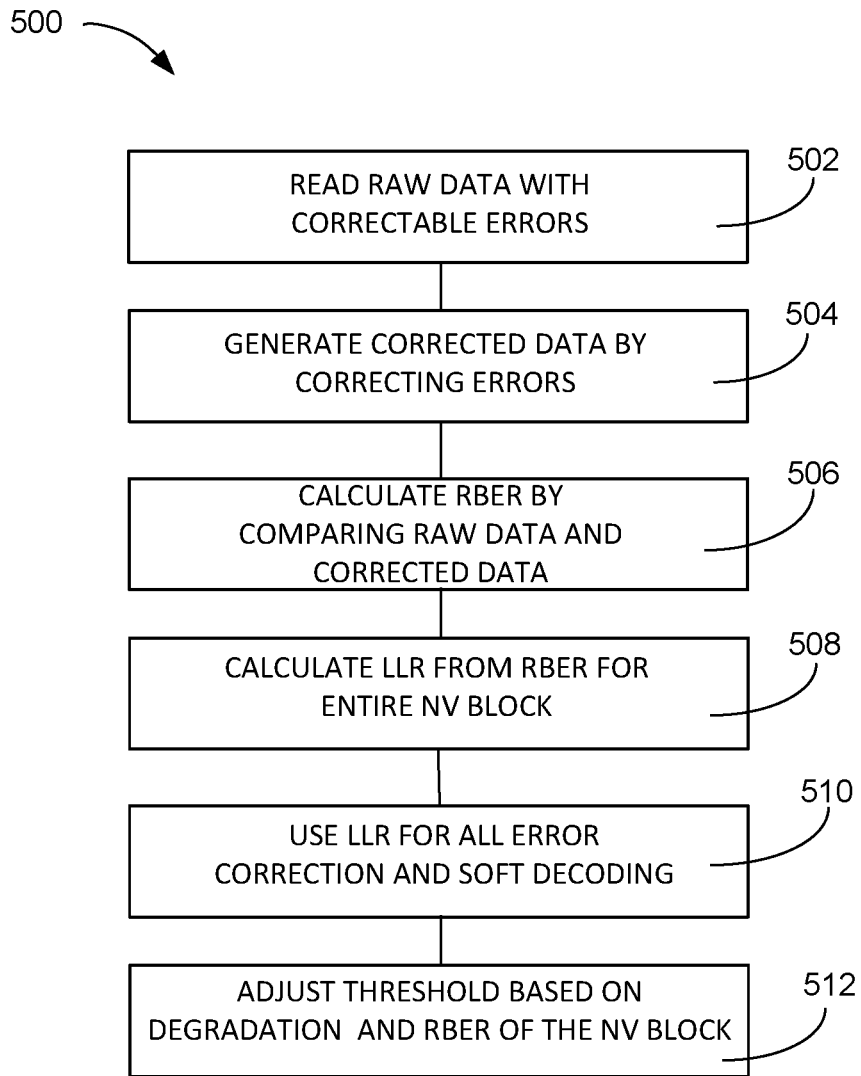 500
502
READ RAW DATA WITH
CORRECTABLE ERRORS
504
GENERATE CORRECTED DATA BY
CORRECTING ERRORS
506
CALCULATE RBER BY
COMPARING RAW DATA AND
CORRECTED DATA
508
CALCULATE LLR FROM RBER FOR
ENTIRE NV BLOCK
510
USE LLR FOR ALL ERROR
CORRECTION AND SOFT DECODING
512
ADJUST THRESHOLD BASED ON
DEGRADATION AND RBER OF THE NV BLOCK